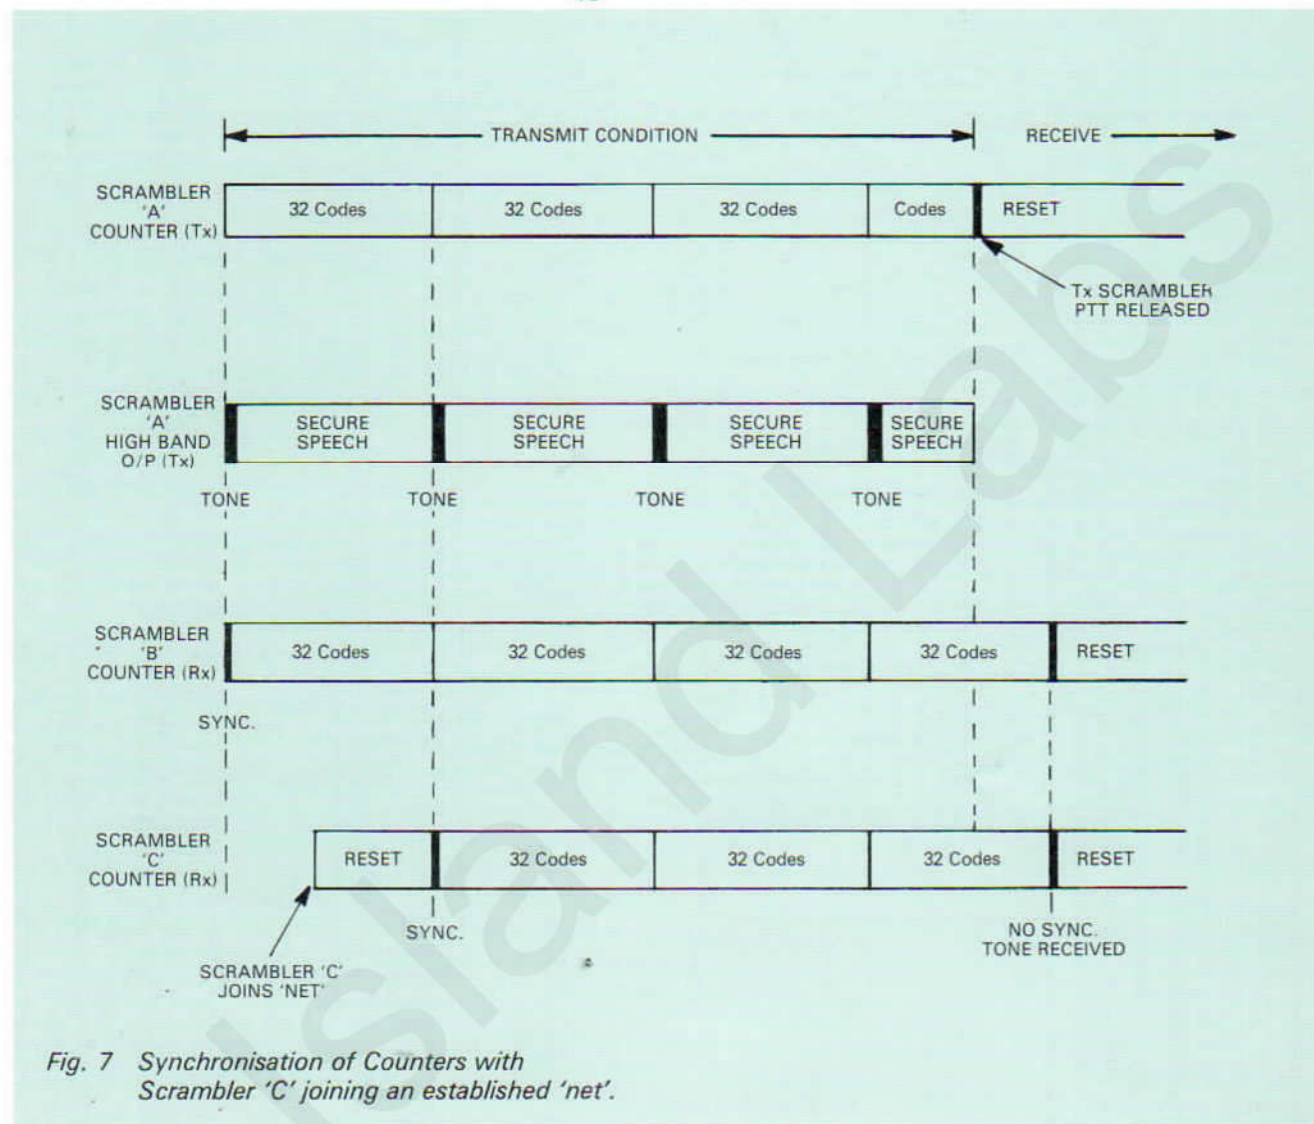 TRANSMIT CONDITION RECEIVE
SCRAMBLER
'A'
COUNTER (Tx)
32 Codes 32 Codes 32 Codes Codes RESET
Tx SCRAMBLER
PTT RELEASED
SCRAMBLER
'A'
HIGH BAND
O/P (Tx)
SECURE
SPEECH
SECURE
SPEECH
SECURE
SPEECH
SECURE
SPEECH
TONE TONE TONE TONE
SCRAMBLER
'B'
COUNTER (Rx)
32 Codes 32 Codes 32 Codes 32 Codes RESET
SYNC.
SCRAMBLER
'C'
COUNTER (Rx)
RESET 32 Codes 32 Codes 32 Codes RESET
SYNC.
NO SYNC.
TONE RECEIVED
SCRAMBLER 'C'
JOINS 'NET'
Fig. 7 Synchronisation of Counters with
Scrambler 'C' joining an established 'net'.
Island Labs